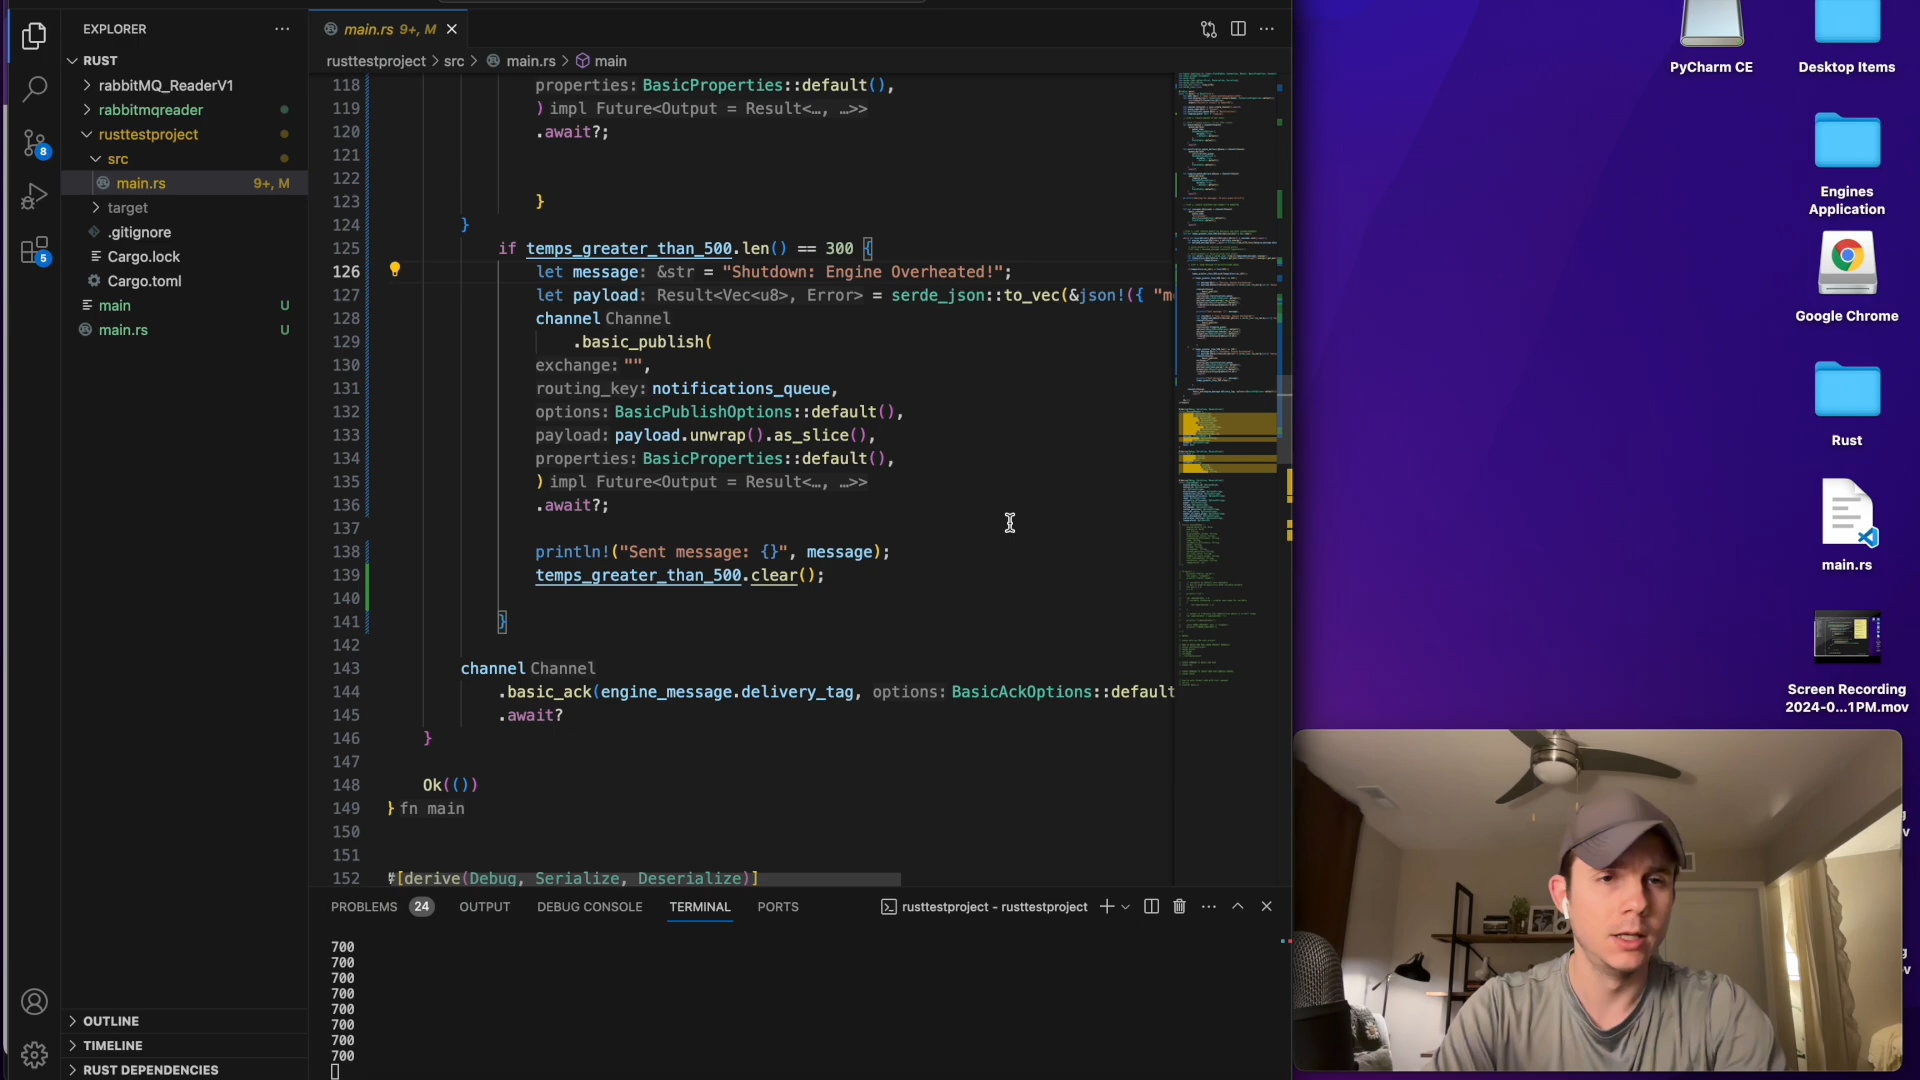 EXPLORER
RUST
rabbitMQ_ReaderV1
rabbitmqreader
rusttestproject
src
main.rs 9+, M
target
.gitignore
Cargo.lock
Cargo.toml
main U
main.rs U
8
5
OUTLINE
TIMELINE
RUST DEPENDENCIES
main.rs 9+, M
rusttestproject > src > main.rs > main
118 properties: BasicProperties::default(),
119 ) impl Future<Output = Result<…, …>>
120 .await?;
121
122
123 }
124 }
125 if temps_greater_than_500.len() == 300 {
126 let message: &str = "Shutdown: Engine Overheated!";
127 let payload: Result<Vec<u8>, Error> = serde_json::to_vec(&json!({ "m
128 channel Channel
129 .basic_publish(
130 exchange: "",
131 routing_key: notifications_queue,
132 options: BasicPublishOptions::default(),
133 payload: payload.unwrap().as_slice(),
134 properties: BasicProperties::default(),
135 ) impl Future<Output = Result<…, …>>
136 .await?;
137
138 println!("Sent message: {}", message);
139 temps_greater_than_500.clear();
140
141 }
142
143 channel Channel
144 .basic_ack(engine_message.delivery_tag, options: BasicAckOptions::default
145 .await?
146 }
147
148 Ok(())
149 } fn main
150
151
152 #[derive(Debug, Serialize, Deserialize)]
PROBLEMS 24 OUTPUT DEBUG CONSOLE TERMINAL PORTS rusttestproject - rusttestproject
700
700
700
700
700
700
700
700
PyCharm CE
Desktop Items
Engines
Application
Google Chrome
Rust
main.rs
Screen Recording
2024-0...1PM.mov